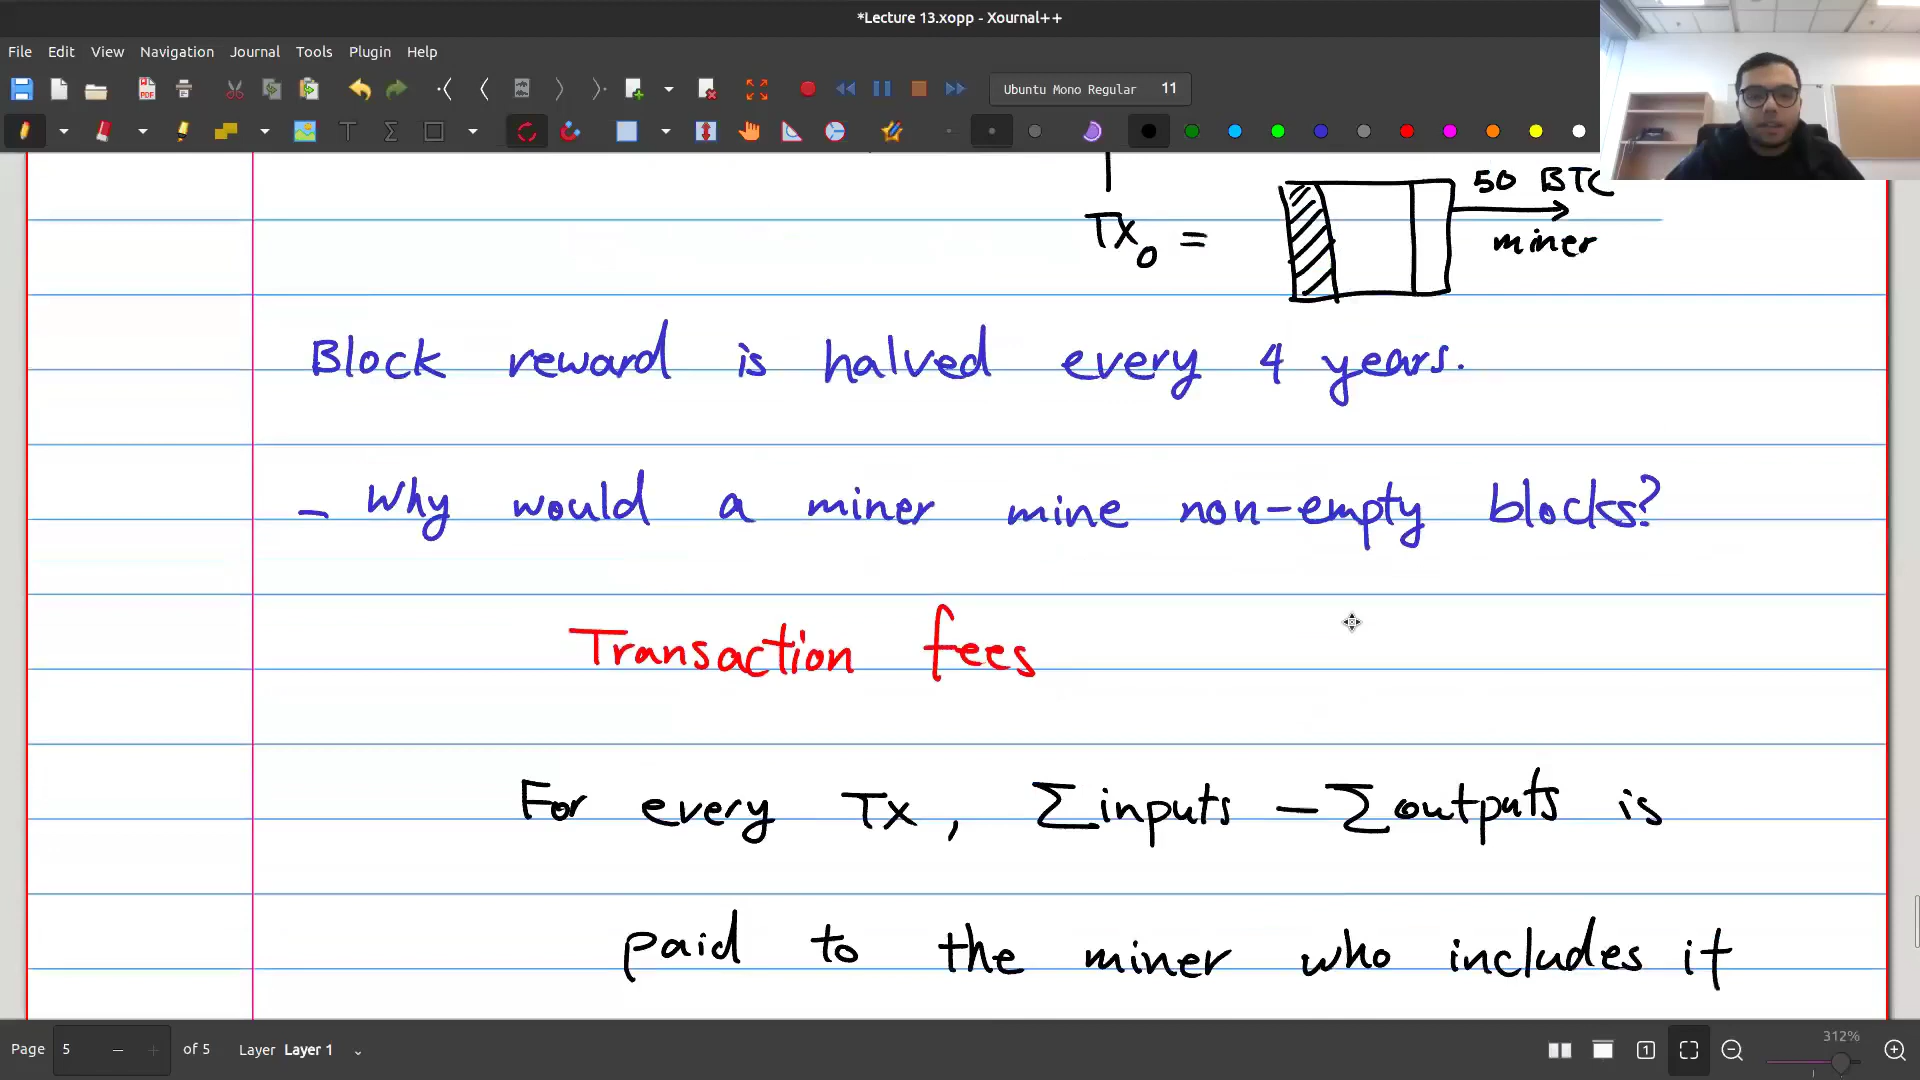 *Lecture 13.xopp - Xournal++
File Edit View Navigation Journal Tools Plugin Help
Ubuntu Mono Regular 11
50 BTC
Tx0 =
miner
Block reward is halved every 4 years.
- Why would a miner mine non-empty blocks?
Transaction fees
For every Tx, Σinputs - Σoutputs is
paid to the miner who includes it
Page 5 of 5 Layer Layer 1
312%